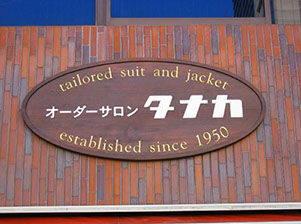 tailored suit and jacket
オーダーサロン タナカ
established since 1950